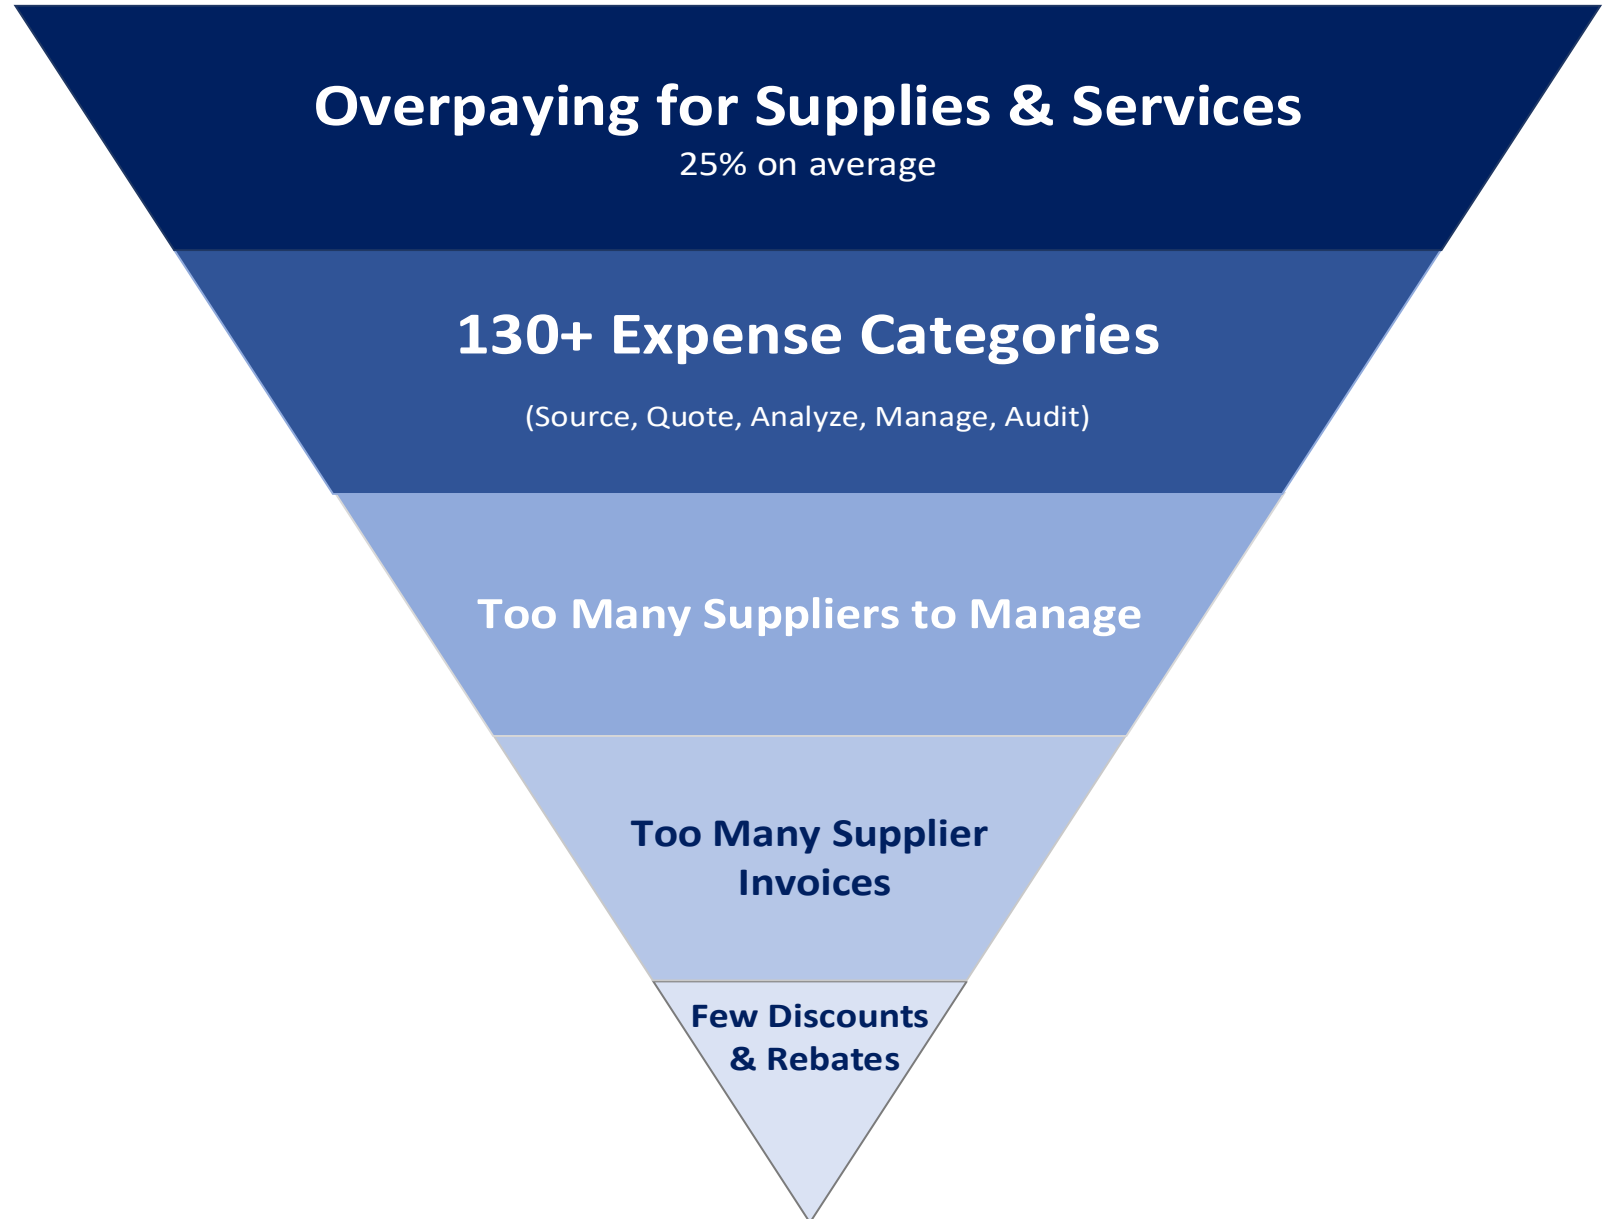 Overpaying for Supplies & Services
25% on average
130+ Expense Categories
(Source, Quote, Analyze, Manage, Audit)
Too Many Suppliers to Manage
Too Many Supplier
Invoices
Few Discounts
& Rebates